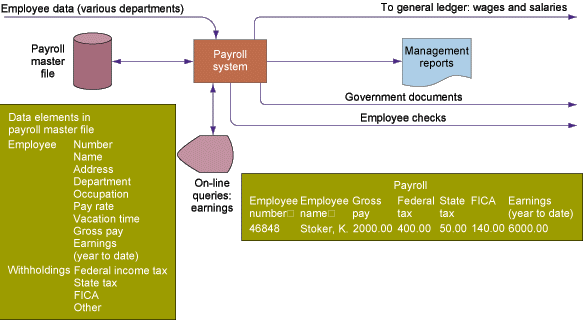 Employee data (various departments)
To general ledger: wages and salaries
Payroll
master
file
Payroll
system
Management
reports
Government documents
Employee checks
On-line
queries:
earnings
Data elements in
payroll master file
Employee Number
Name
Address
Department
Occupation
Pay rate
Vacation time
Gross pay
Earnings
(year to date)
Withholdings Federal income tax
State tax
FICA
Other
Payroll
Employee Employee Gross Federal State FICA Earnings
number□ name□ pay tax tax (year to date)
46848 Stoker, K. 2000.00 400.00 50.00 140.00 6000.00